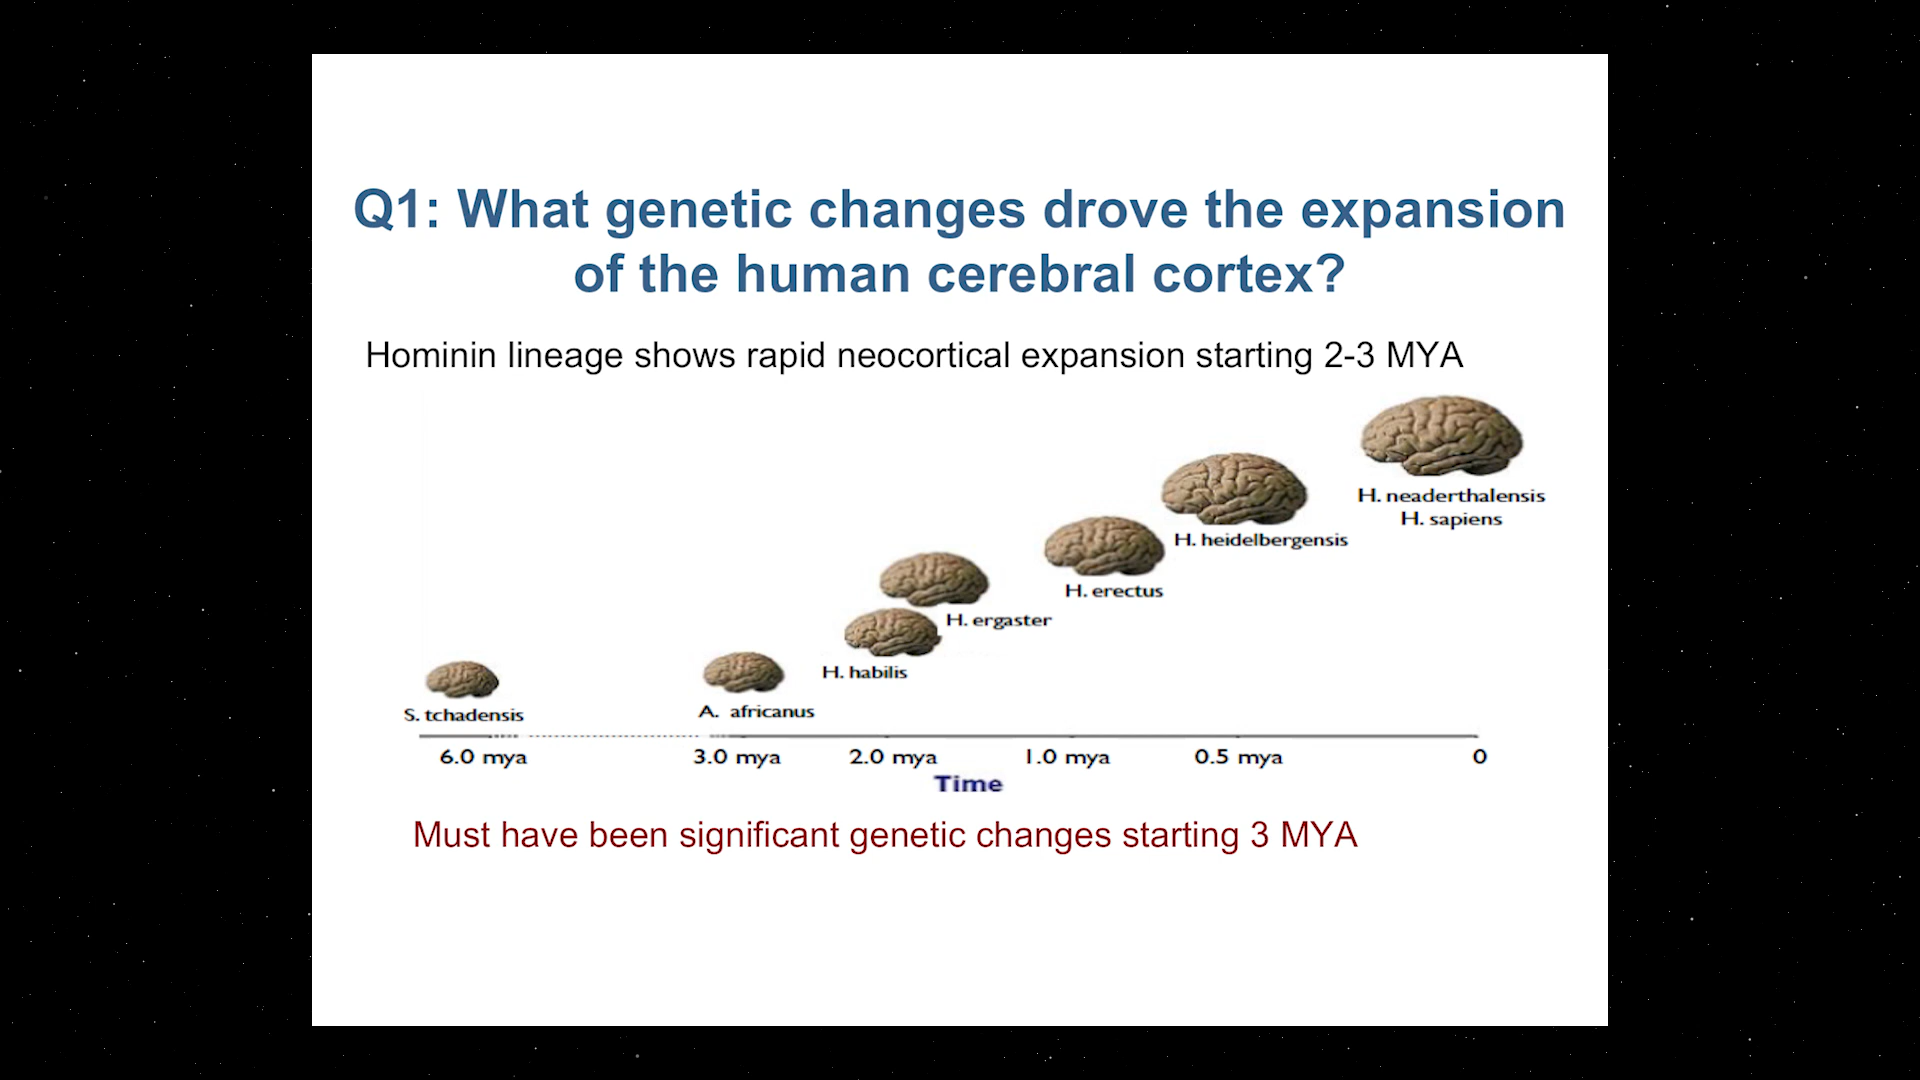 Q1: What genetic changes drove the expansion
of the human cerebral cortex?
Hominin lineage shows rapid neocortical expansion starting 2-3 MYA
H. neaderthalensis
H. sapiens
H. heidelbergensis
H. erectus
H. ergaster
H. habilis
S. tchadensis
A. africanus
6.0 mya 3.0 mya 2.0 mya 1.0 mya 0.5 mya 0
Time
Must have been significant genetic changes starting 3 MYA